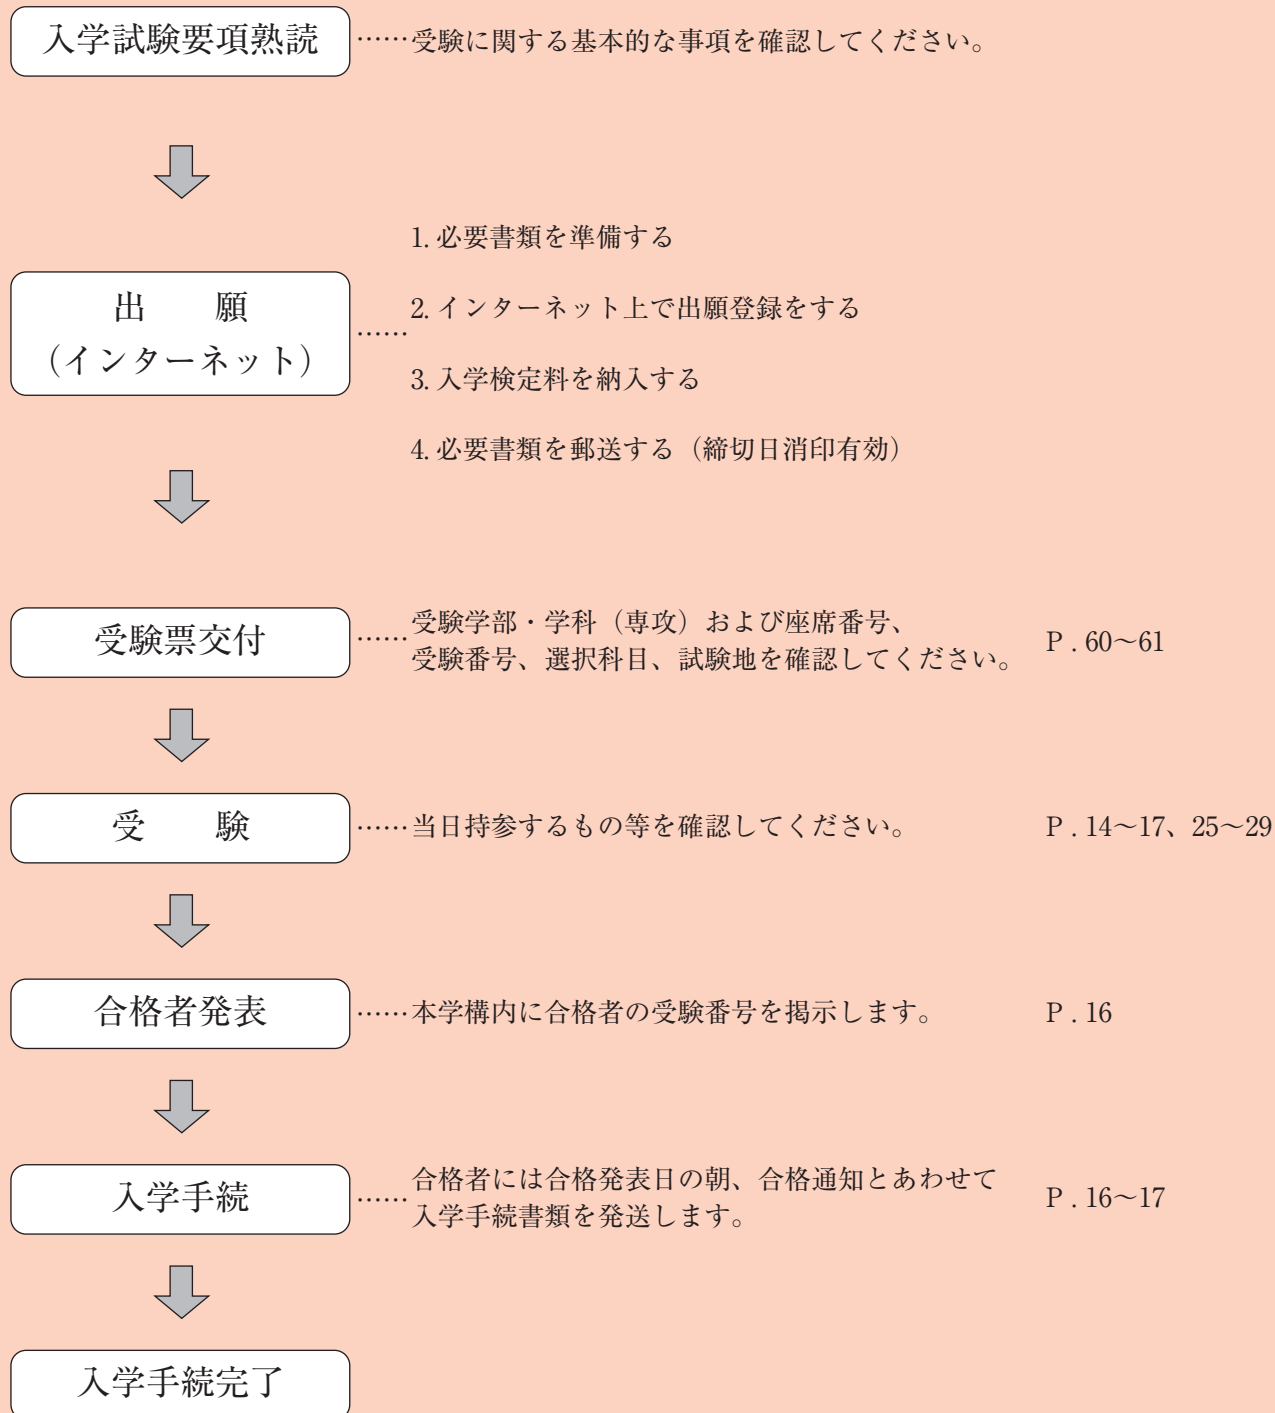 入学試験要項熟読 ……受験に関する基本的な事項を確認してください。
1. 必要書類を準備する
出　　願
（インターネット）
……
2. インターネット上で出願登録をする
3. 入学検定料を納入する
4. 必要書類を郵送する（締切日消印有効）
受験票交付 ……受験学部・学科（専攻）および座席番号、
受験番号、選択科目、試験地を確認してください。 P . 60～61
受　　験 ……当日持参するもの等を確認してください。 P . 14～17、25～29
合格者発表 ……本学構内に合格者の受験番号を掲示します。 P . 16
入学手続 ……合格者には合格発表日の朝、合格通知とあわせて
入学手続書類を発送します。 P . 16～17
入学手続完了